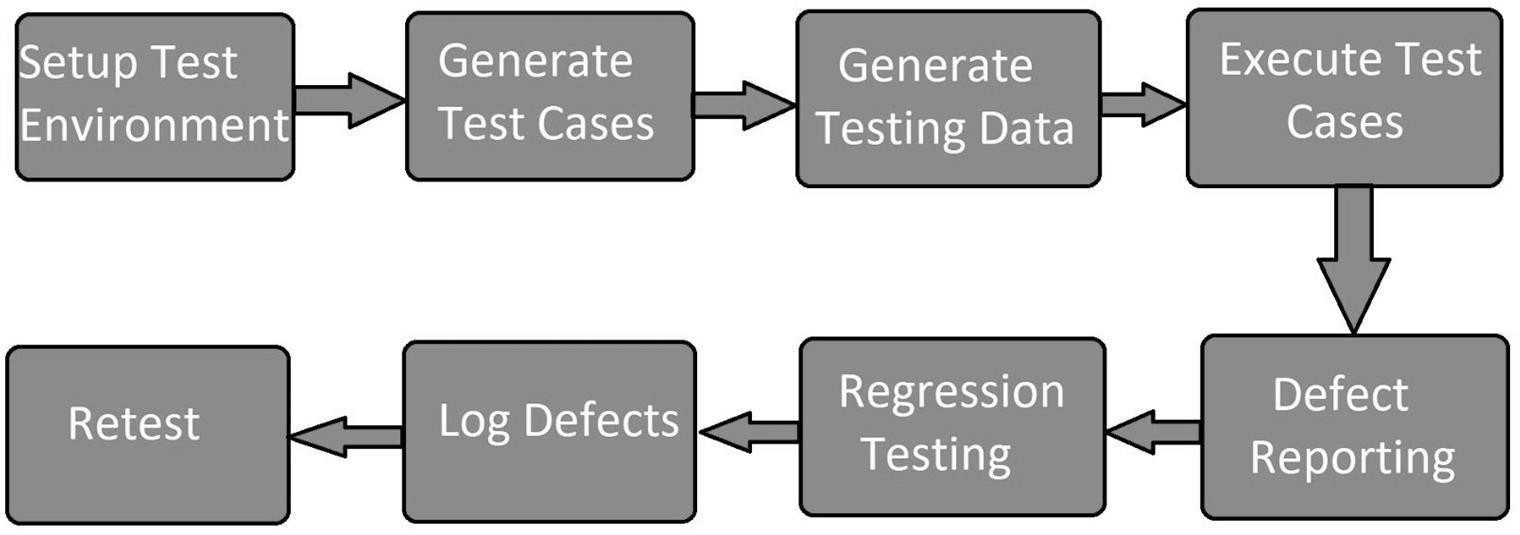 Setup Test
Environment
Generate
Test Cases
Generate
Testing Data
Execute Test
Cases
Defect
Reporting
Regression
Testing
Log Defects
Retest